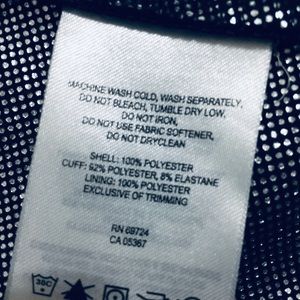 MACHINE WASH COLD, WASH SEPARATELY,
DO NOT BLEACH, TUMBLE DRY LOW,
DO NOT IRON,
DO NOT USE FABRIC SOFTENER,
DO NOT DRYCLEAN
SHELL: 100% POLYESTER
CUFF: 92% POLYESTER, 8% ELASTANE
LINING: 100% POLYESTER
EXCLUSIVE OF TRIMMING
RN 69724
CA 05367
30C